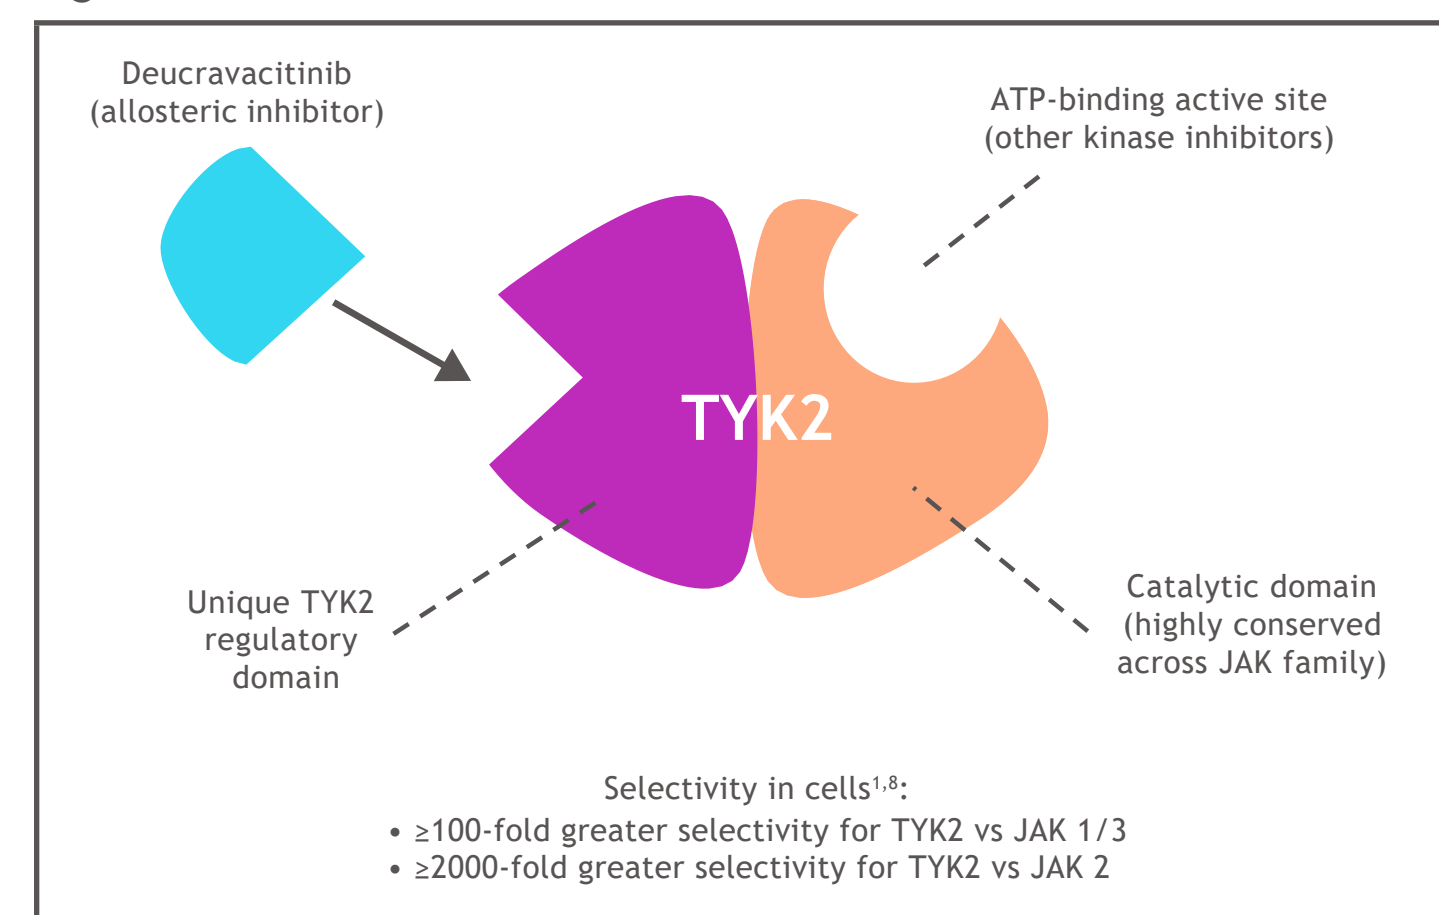 Deucravacitinib
(allosteric inhibitor)
ATP-binding active site
(other kinase inhibitors)
TYK2
Unique TYK2
regulatory
domain
Catalytic domain
(highly conserved
across JAK family)
Selectivity in cells1,8:
• ≥100-fold greater selectivity for TYK2 vs JAK 1/3
• ≥2000-fold greater selectivity for TYK2 vs JAK 2